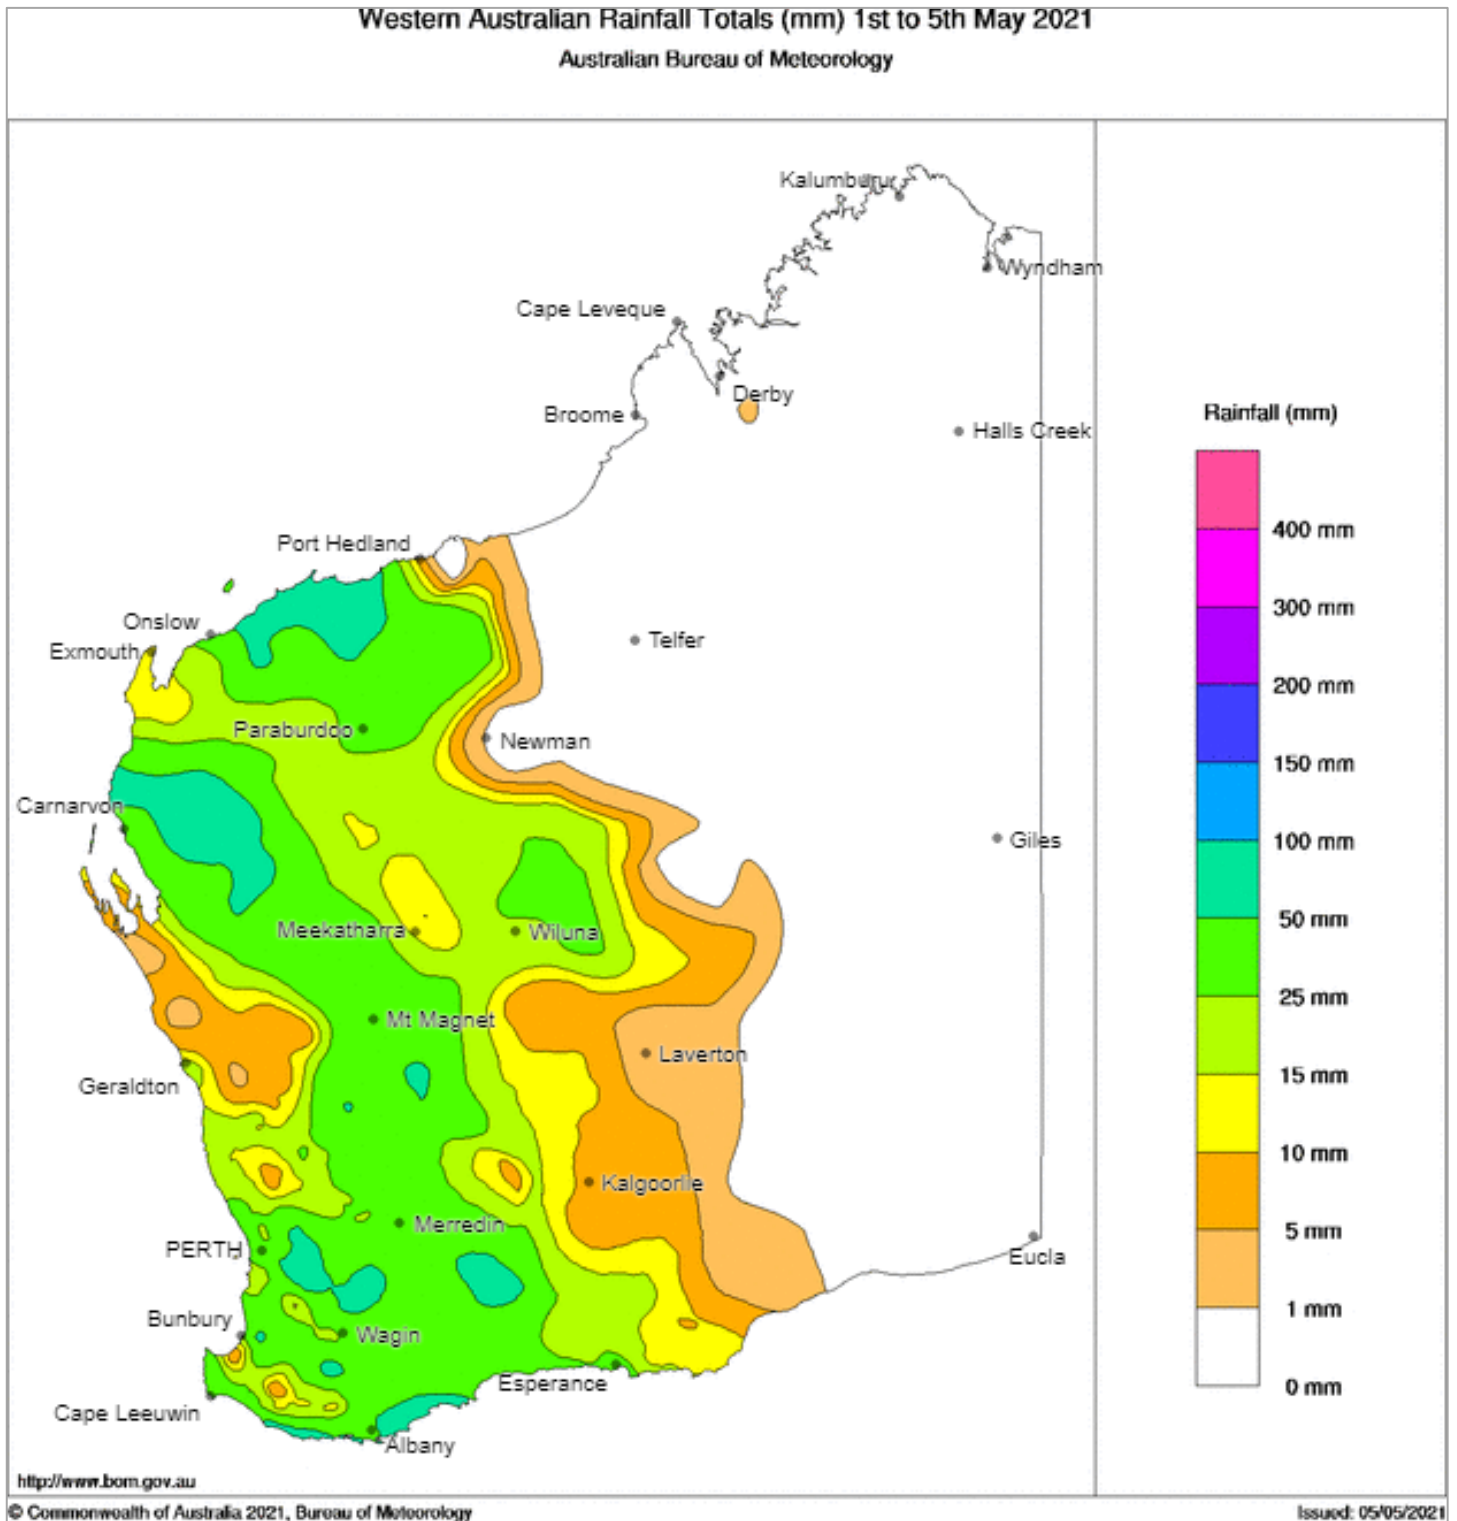 Western Australian Rainfall Totals (mm) 1st to 5th May 2021
Australian Bureau of Meteorology
Kalumburu
Wyndham
Cape Leveque
Derby
Broome
Halls Creek
Rainfall (mm)
400 mm
300 mm
200 mm
150 mm
100 mm
50 mm
25 mm
15 mm
10 mm
5 mm
1 mm
0 mm
Port Hedland
Onslow
Exmouth
Telfer
Paraburdoo
Newman
Carnarvon
Giles
Meekatharra
Wiluna
Mt Magnet
Laverton
Geraldton
Kalgoorlie
Merredin
PERTH
Eucla
Bunbury
Wagin
Esperance
Cape Leeuwin
Albany
http://www.bom.gov.au
© Commonwealth of Australia 2021, Bureau of Meteorology
Issued: 05/05/2021